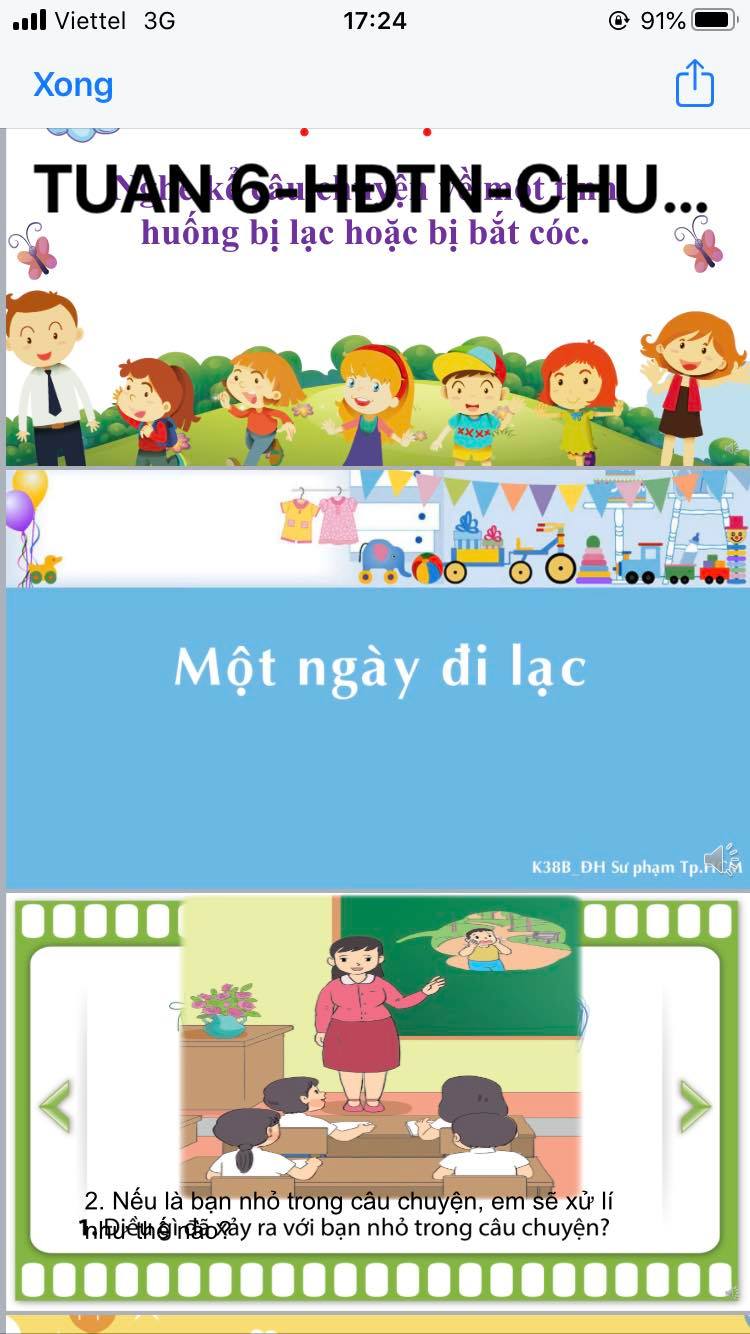 Viettel 3G 17:24 91%
Xong
TUAN 6-HĐTN-CHU...
Nghe kể câu chuyện về một tình
huống bị lạc hoặc bị bắt cóc.
Một ngày đi lạc
K38B_ĐH Sư phạm Tp.HCM
2. Nếu là bạn nhỏ trong câu chuyện, em sẽ xử lí
như thế nào?
1. Điều gì đã xảy ra với bạn nhỏ trong câu chuyện?